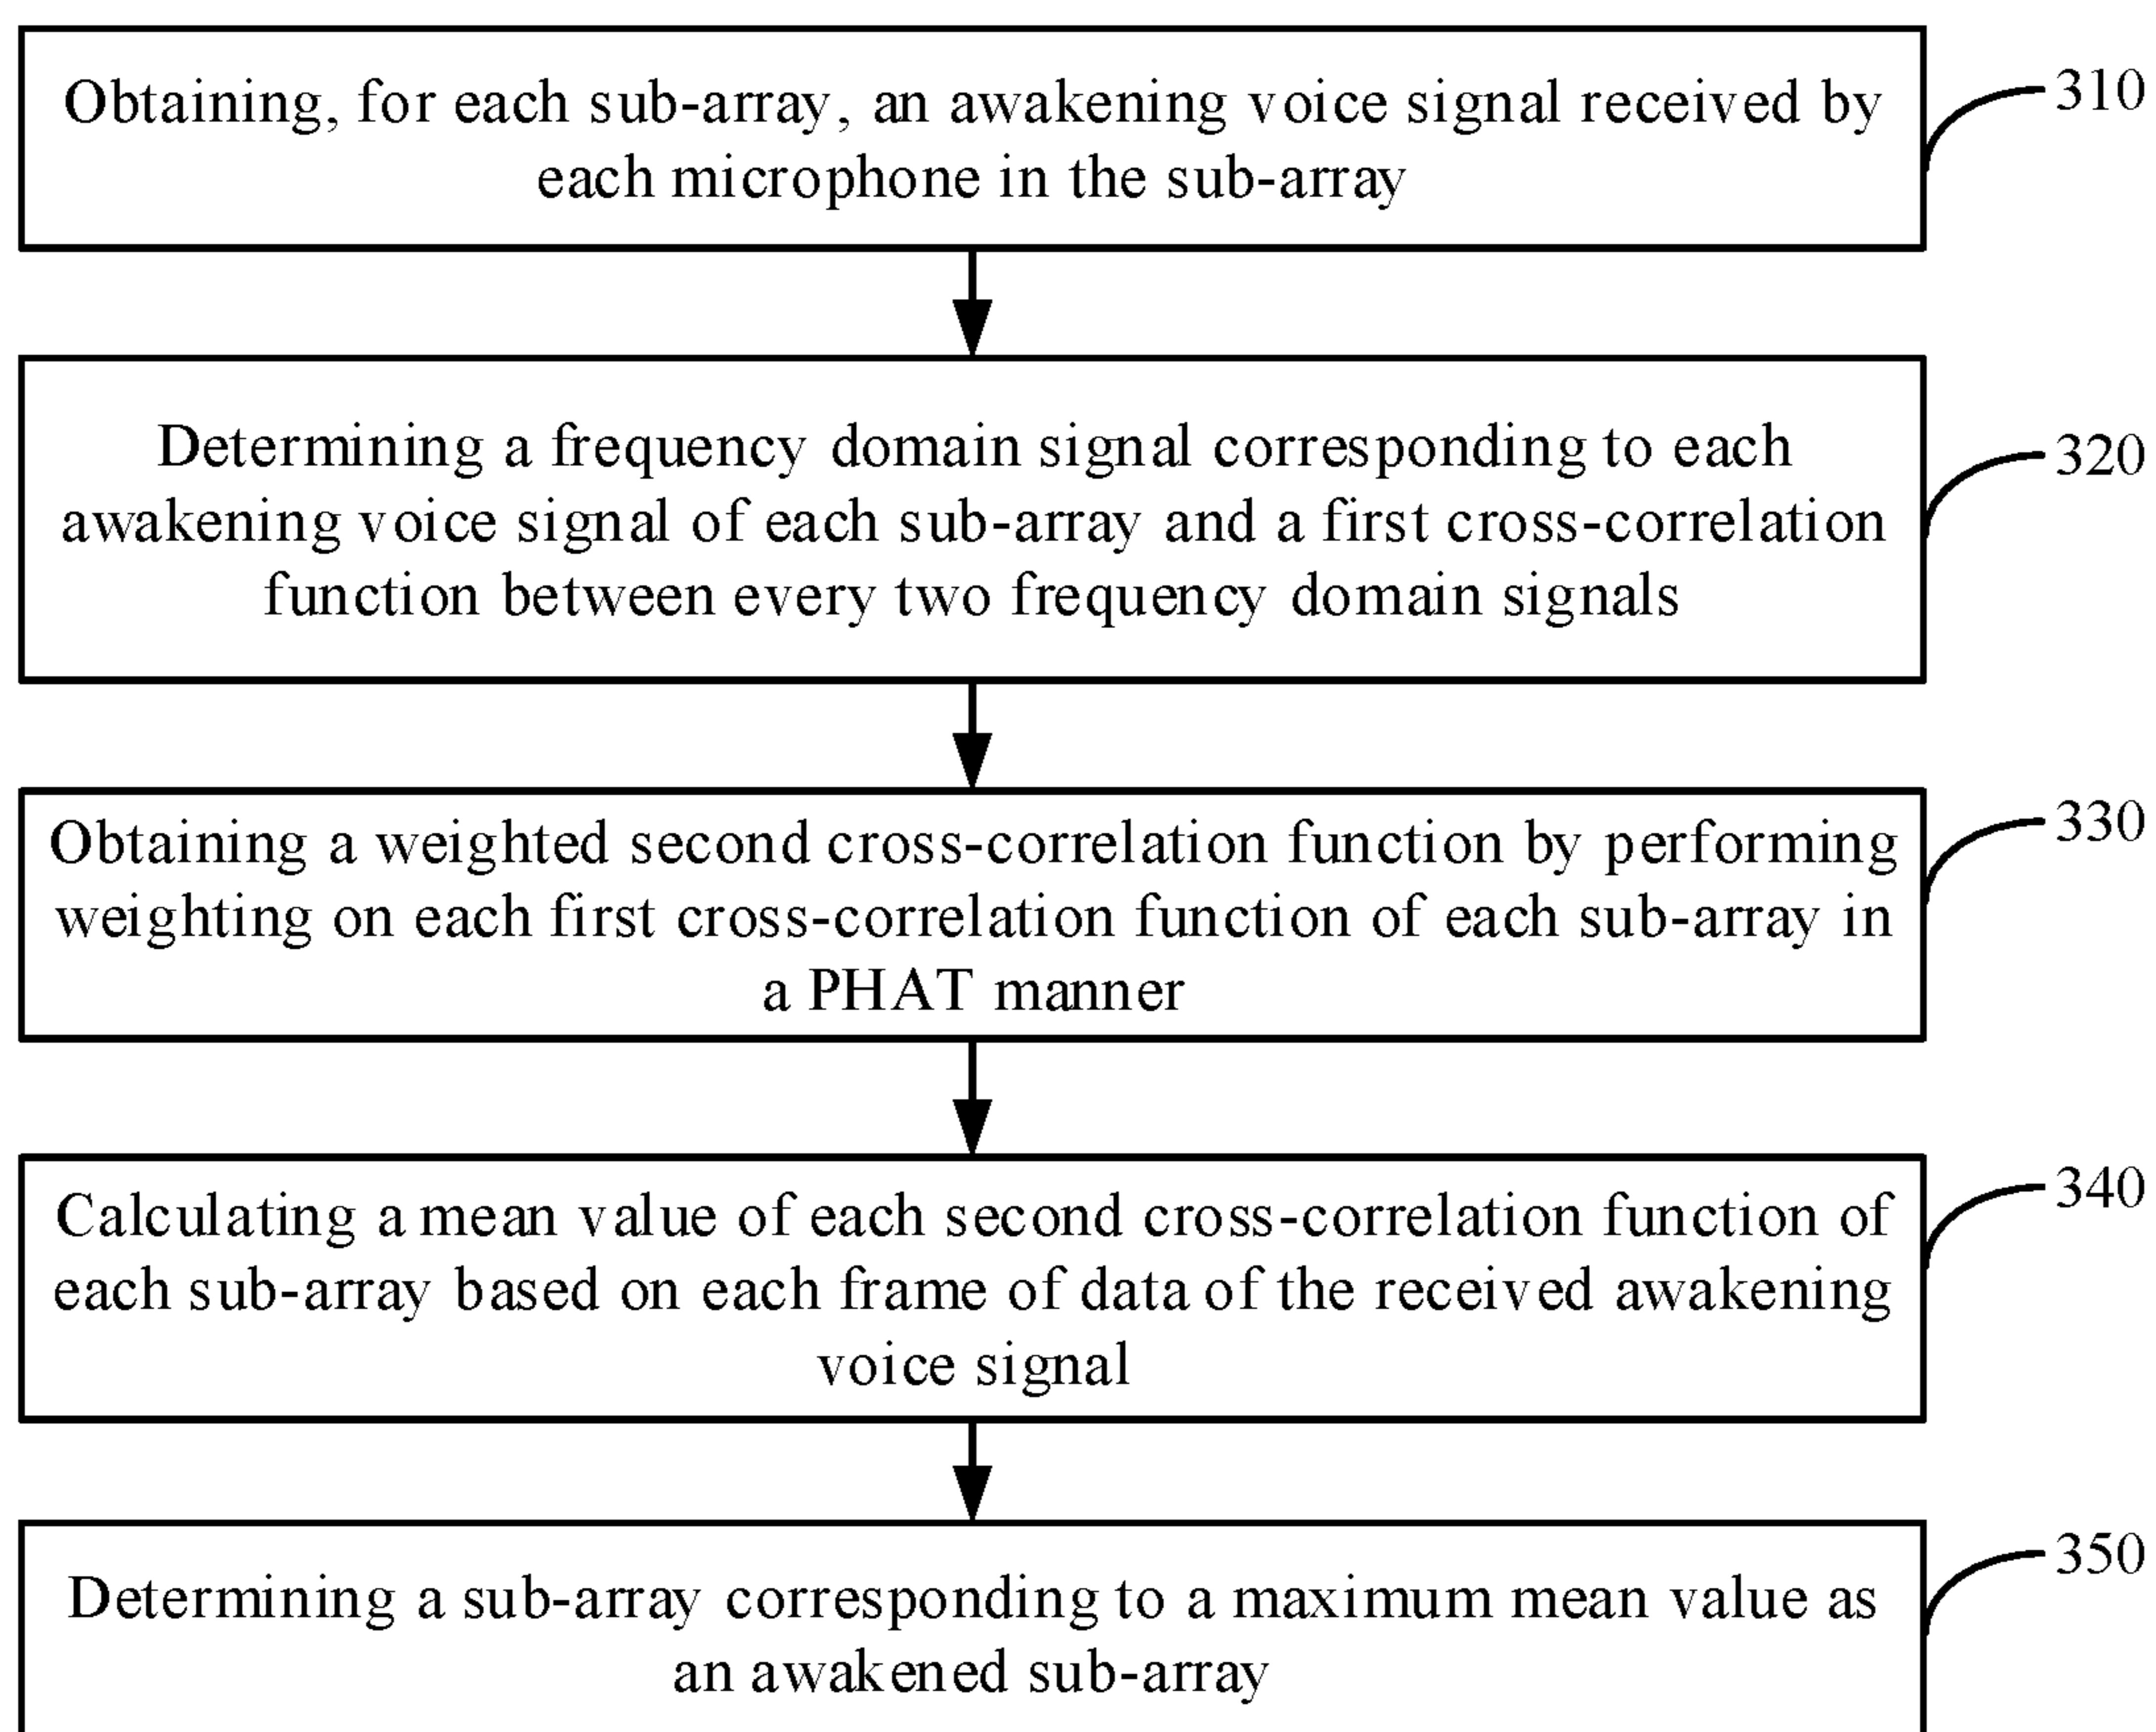 Obtaining, for each sub-array, an awakening voice signal received by
each microphone in the sub-array
310
Determining a frequency domain signal corresponding to each
awakening voice signal of each sub-array and a first cross-correlation
function between every two frequency domain signals
320
Obtaining a weighted second cross-correlation function by performing
weighting on each first cross-correlation function of each sub-array in
a PHAT manner
330
Calculating a mean value of each second cross-correlation function of
each sub-array based on each frame of data of the received awakening
voice signal
340
Determining a sub-array corresponding to a maximum mean value as
an awakened sub-array
350